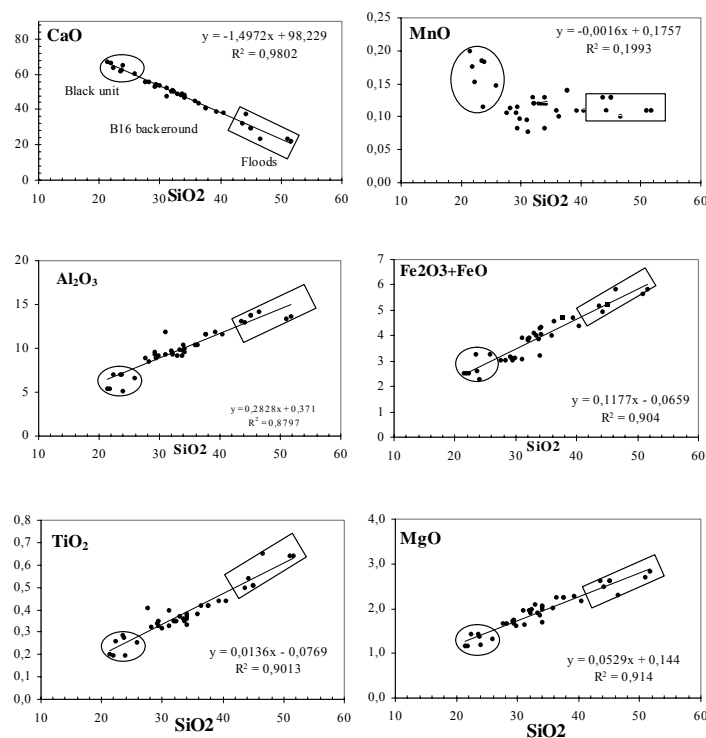 CaO
y = -1,4972x + 98,229
R² = 0,9802
Black unit
B16 background
Floods
80
60
40
20
0
10 20 30 40 50 60
SiO2
MnO
y = -0,0016x + 0,1757
R² = 0,1993
0,25
0,20
0,15
0,10
0,05
0,00
10 20 30 40 50 60
SiO2
Al₂O₃
20
15
10
5
0
y = 0,2828x + 0,371
R² = 0,8797
10 20 30 40 50 60
SiO2
Fe2O3+FeO
7
6
5
4
3
2
1
0
y = 0,1177x - 0,0659
R² = 0,904
10 20 30 40 50 60
SiO2
TiO₂
0,8
0,7
0,6
0,5
0,4
0,3
0,2
0,1
0,0
y = 0,0136x - 0,0769
R² = 0,9013
10 20 30 40 50 60
SiO2
MgO
4,0
3,0
2,0
1,0
0,0
y = 0,0529x + 0,144
R² = 0,914
10 20 30 40 50 60
SiO2